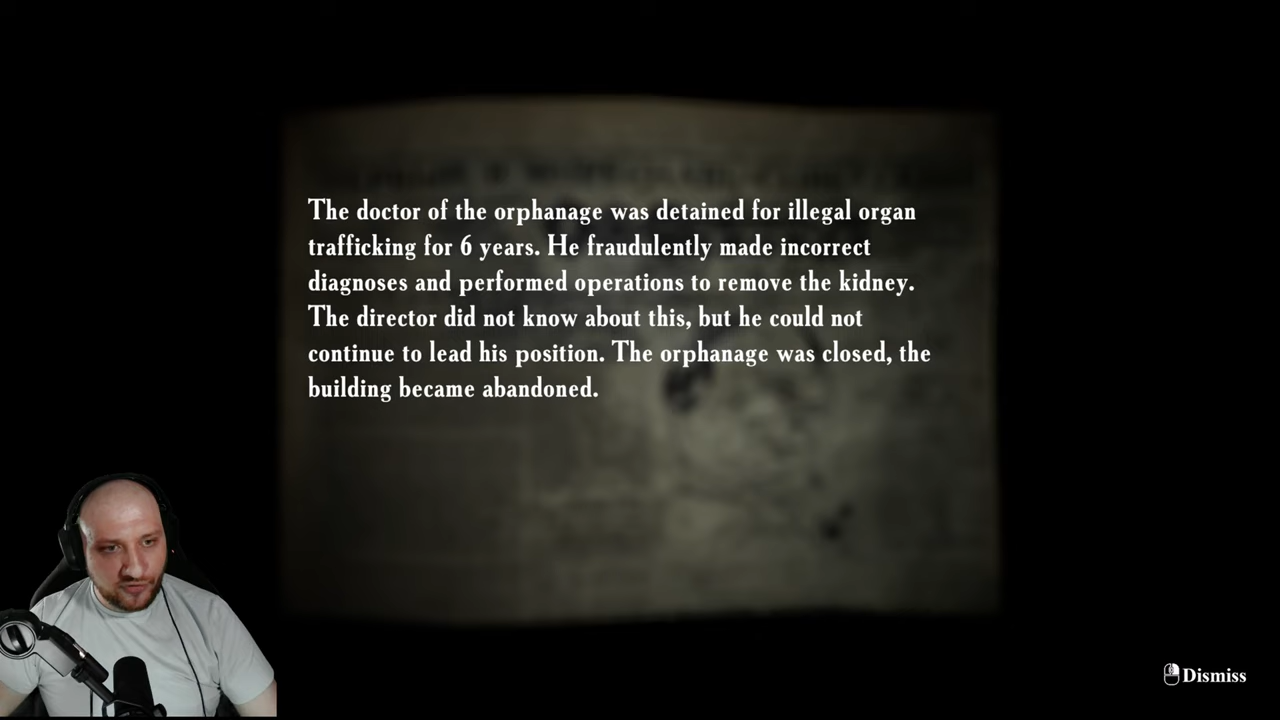 The doctor of the orphanage was detained for illegal organ
trafficking for 6 years. He fraudulently made incorrect
diagnoses and performed operations to remove the kidney.
The director did not know about this, but he could not
continue to lead his position. The orphanage was closed, the
building became abandoned.
Dismiss